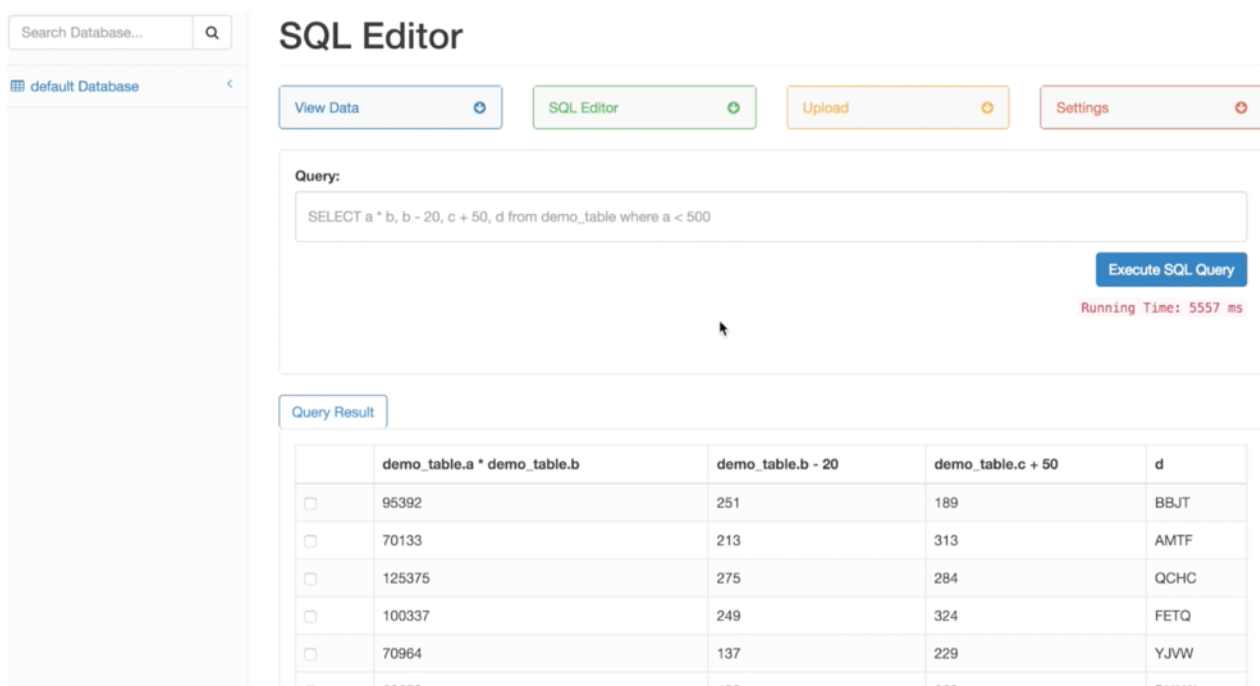 Search Database...
SQL Editor
default Database
View Data
SQL Editor
Upload
Settings
Query:
SELECT a * b, b - 20, c + 50, d from demo_table where a < 500
Execute SQL Query
Running Time: 5557 ms
Query Result
demo_table.a * demo_table.b demo_table.b - 20 demo_table.c + 50 d
95392 251 189 BBJT
70133 213 313 AMTF
125375 275 284 QCHC
100337 249 324 FETQ
70964 137 229 YJVW